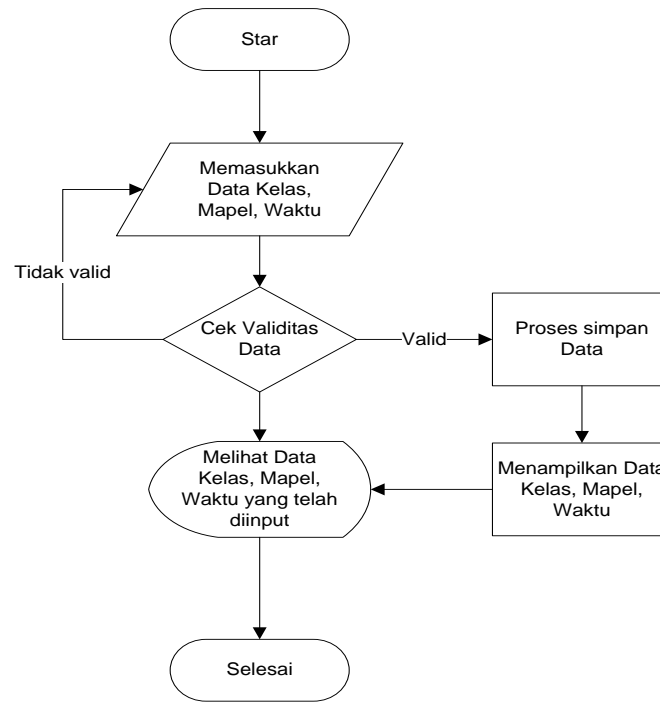 Star
Memasukkan
Data Kelas,
Mapel, Waktu
Tidak valid
Cek Validitas
Data
Valid
Proses simpan
Data
Melihat Data
Kelas, Mapel,
Waktu yang telah
diinput
Menampilkan Data
Kelas, Mapel,
Waktu
Selesai